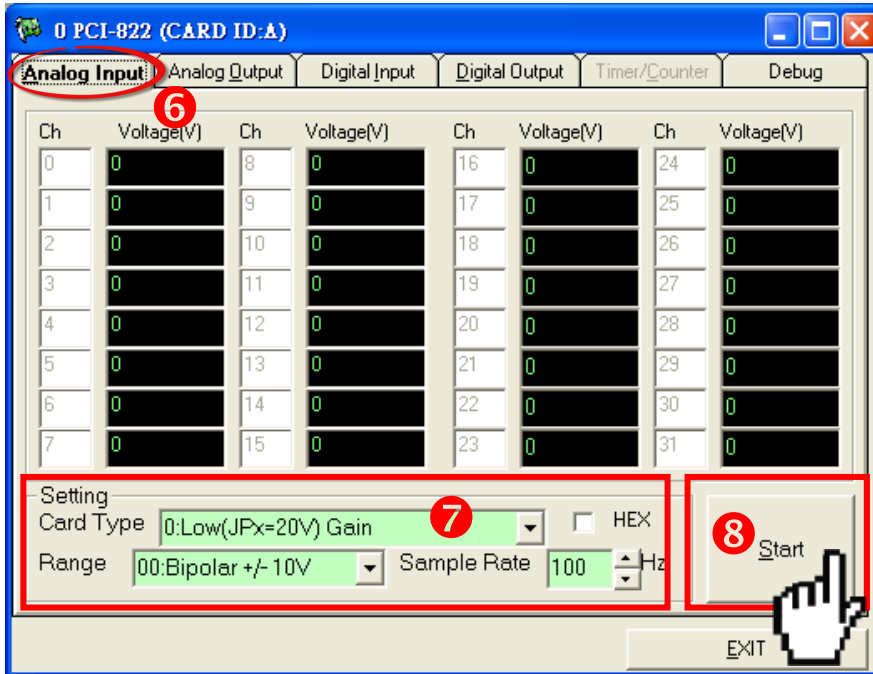 0 PCI-822 (CARD ID:A)
Analog Input Analog Output Digital Input Digital Output Timer/Counter Debug
6
Ch Voltage(V) Ch Voltage(V) Ch Voltage(V) Ch Voltage(V)
0 0 8 0 16 0 24 0
1 0 9 0 17 0 25 0
2 0 10 0 18 0 26 0
3 0 11 0 19 0 27 0
4 0 12 0 20 0 28 0
5 0 13 0 21 0 29 0
6 0 14 0 22 0 30 0
7 0 15 0 23 0 31 0
Setting
Card Type 0:Low(JPx=20V) Gain 7 HEX
Range 00:Bipolar +/- 10V Sample Rate 100 Hz
8 Start
EXIT